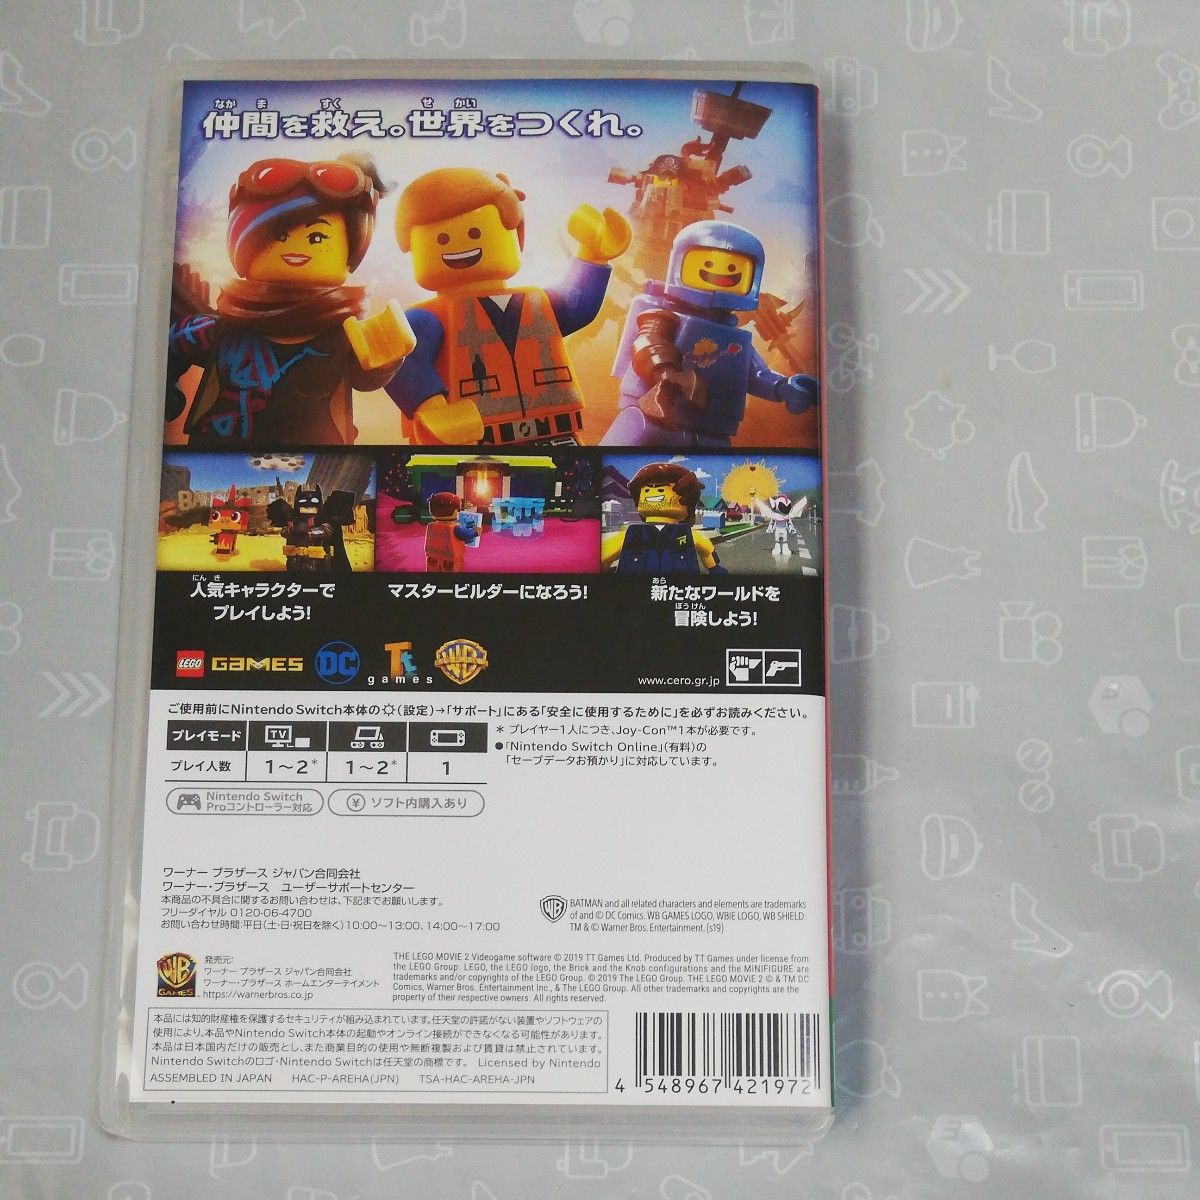 なか ま すく せ かい
仲間を救え。世界をつくれ。
にん き
人気キャラクターで
プレイしよう!
マスタービルダーになろう!
あら
新たなワールドを
ぼう けん
冒険しよう!
LEGO GAMES DC Tt games WB
www.cero.gr.jp
ご使用前にNintendo Switch本体の(設定)→「サポート」にある「安全に使用するために」を必ずお読みください。
プレイモード TV
プレイ人数 1～2* 1～2* 1
* プレイヤー1人につき、Joy-Con™1本が必要です。
●「Nintendo Switch Online」(有料)の
「セーブデータお預かり」に対応しています。
Nintendo Switch
Proコントローラー対応
¥ ソフト内購入あり
ワーナー ブラザース ジャパン合同会社
ワーナー・ブラザース ユーザーサポートセンター
本商品の不具合に関するお問い合わせは、下記までお願いします。
フリーダイヤル 0120-06-4700
お問い合わせ時間:平日(土・日・祝日を除く)10:00～13:00、14:00～17:00
WB
BATMAN and all related characters and elements are trademarks
of and © DC Comics. WB GAMES LOGO, WBIE LOGO, WB SHIELD:
TM & © Warner Bros. Entertainment. (s19)
WB GAMES
発売元:
ワーナー ブラザース ジャパン合同会社
ワーナー・ブラザース ホームエンターテイメント
https://warnerbros.co.jp
THE LEGO MOVIE 2 Videogame software © 2019 TT Games Ltd. Produced by TT Games under license from
the LEGO Group. LEGO, the LEGO logo, the Brick and the Knob configurations and the MINIFIGURE are
trademarks and/or copyrights of the LEGO Group. © 2019 The LEGO Group. THE LEGO MOVIE 2 © & TM DC
Comics, Warner Bros. Entertainment Inc., & The LEGO Group. All other trademarks and copyrights are the
property of their respective owners. All rights reserved.
本品には知的財産権を保護するセキュリティが組み込まれています。任天堂の許諾がない装置やソフトウェアの
使用により、本品やNintendo Switch本体の起動やオンライン接続ができなくなる可能性があります。
本品は日本国内だけの販売とし、また商業目的の使用や無断複製および賃貸は禁止されています。
Nintendo Switchのロゴ・Nintendo Switchは任天堂の商標です。 Licensed by Nintendo
ASSEMBLED IN JAPAN HAC-P-AREHA(JPN) TSA-HAC-AREHA-JPN
4 548967 421972